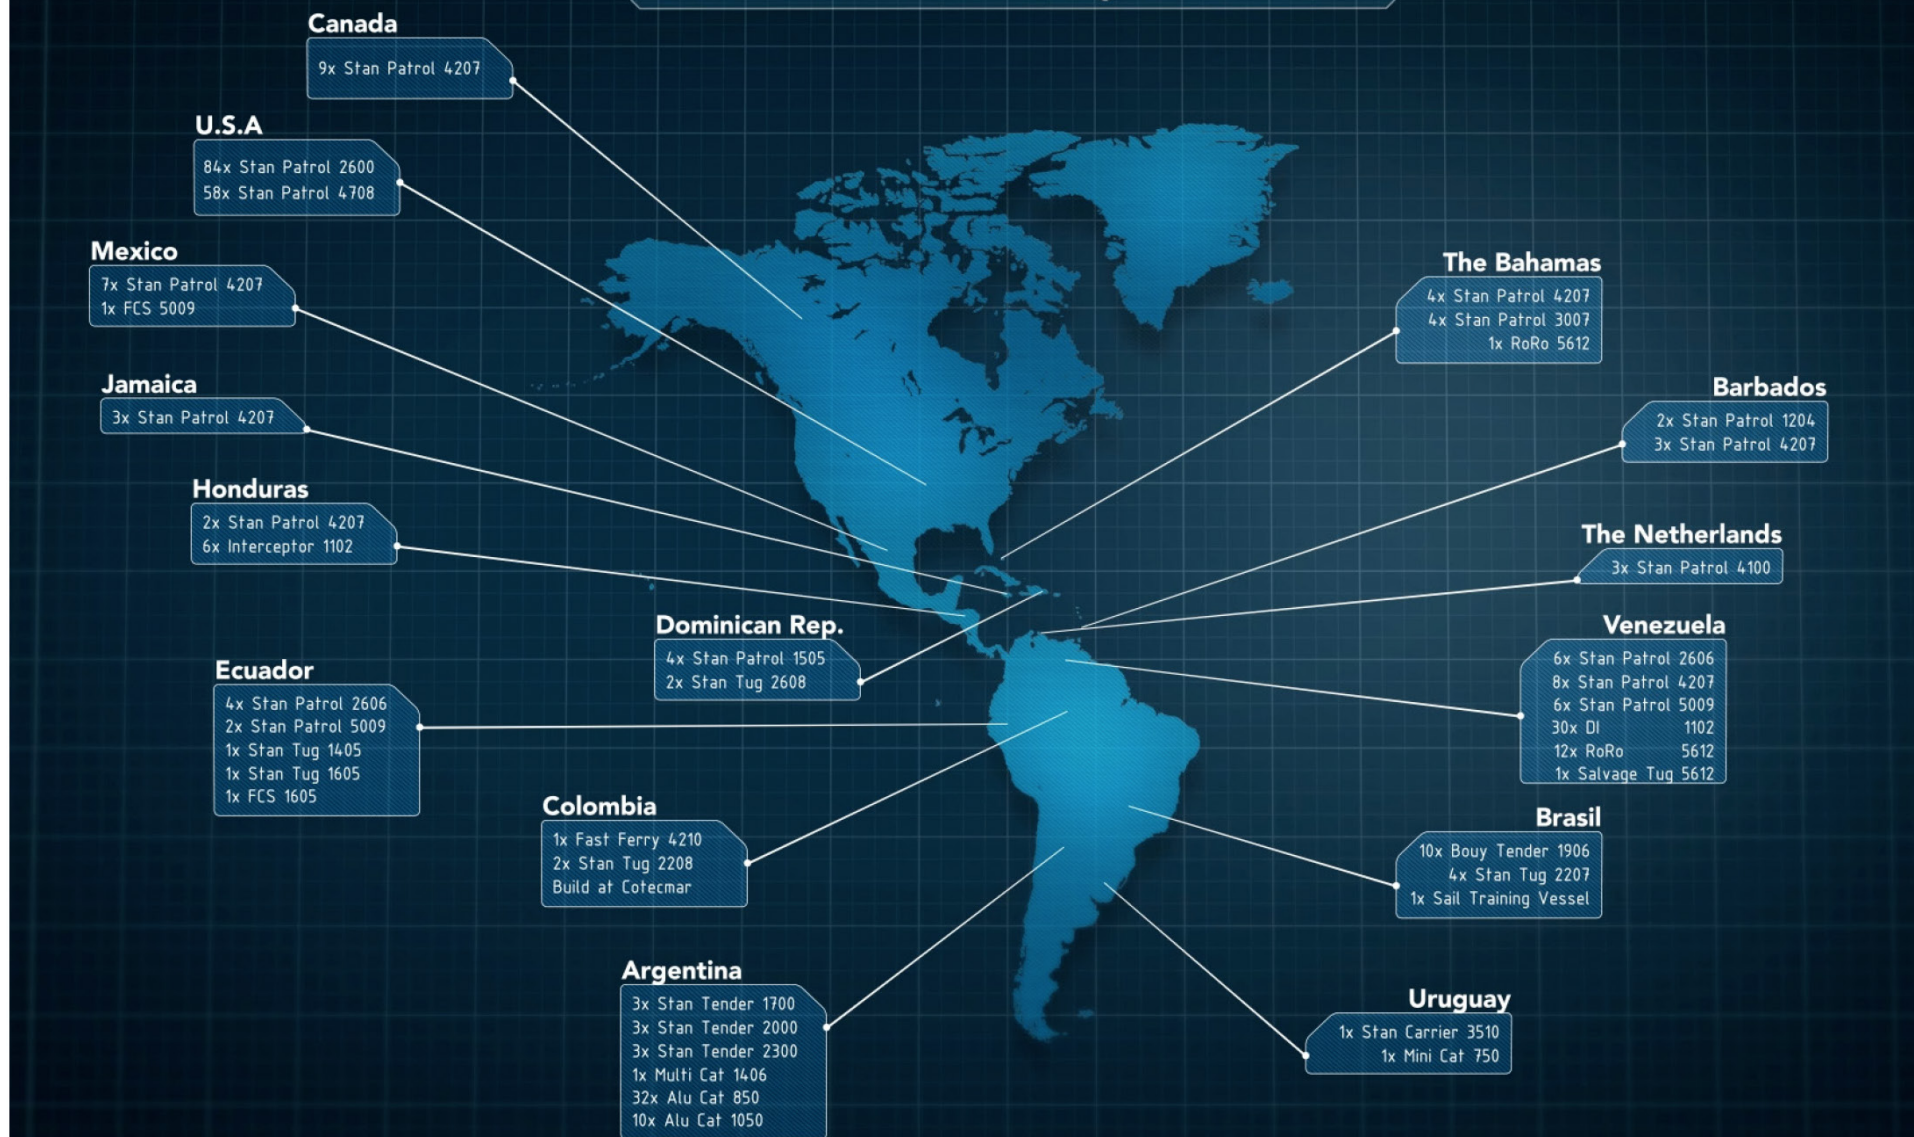 Canada
9x Stan Patrol 4207
U.S.A
84x Stan Patrol 2600
58x Stan Patrol 4708
Mexico
7x Stan Patrol 4207
1x FCS 5009
Jamaica
3x Stan Patrol 4207
Honduras
2x Stan Patrol 4207
6x Interceptor 1102
Dominican Rep.
4x Stan Patrol 1505
2x Stan Tug 2608
Ecuador
4x Stan Patrol 2606
2x Stan Patrol 5009
1x Stan Tug 1405
1x Stan Tug 1605
1x FCS 1605
Colombia
1x Fast Ferry 4210
2x Stan Tug 2208
Build at Cotecmar
Argentina
3x Stan Tender 1700
3x Stan Tender 2000
3x Stan Tender 2300
1x Multi Cat 1406
32x Alu Cat 850
10x Alu Cat 1050
The Bahamas
4x Stan Patrol 4207
4x Stan Patrol 3007
1x RoRo 5612
Barbados
2x Stan Patrol 1204
3x Stan Patrol 4207
The Netherlands
3x Stan Patrol 4100
Venezuela
6x Stan Patrol 2606
8x Stan Patrol 4207
6x Stan Patrol 5009
30x DI 1102
12x RoRo 5612
1x Salvage Tug 5612
Brasil
10x Bouy Tender 1906
4x Stan Tug 2207
1x Sail Training Vessel
Uruguay
1x Stan Carrier 3510
1x Mini Cat 750